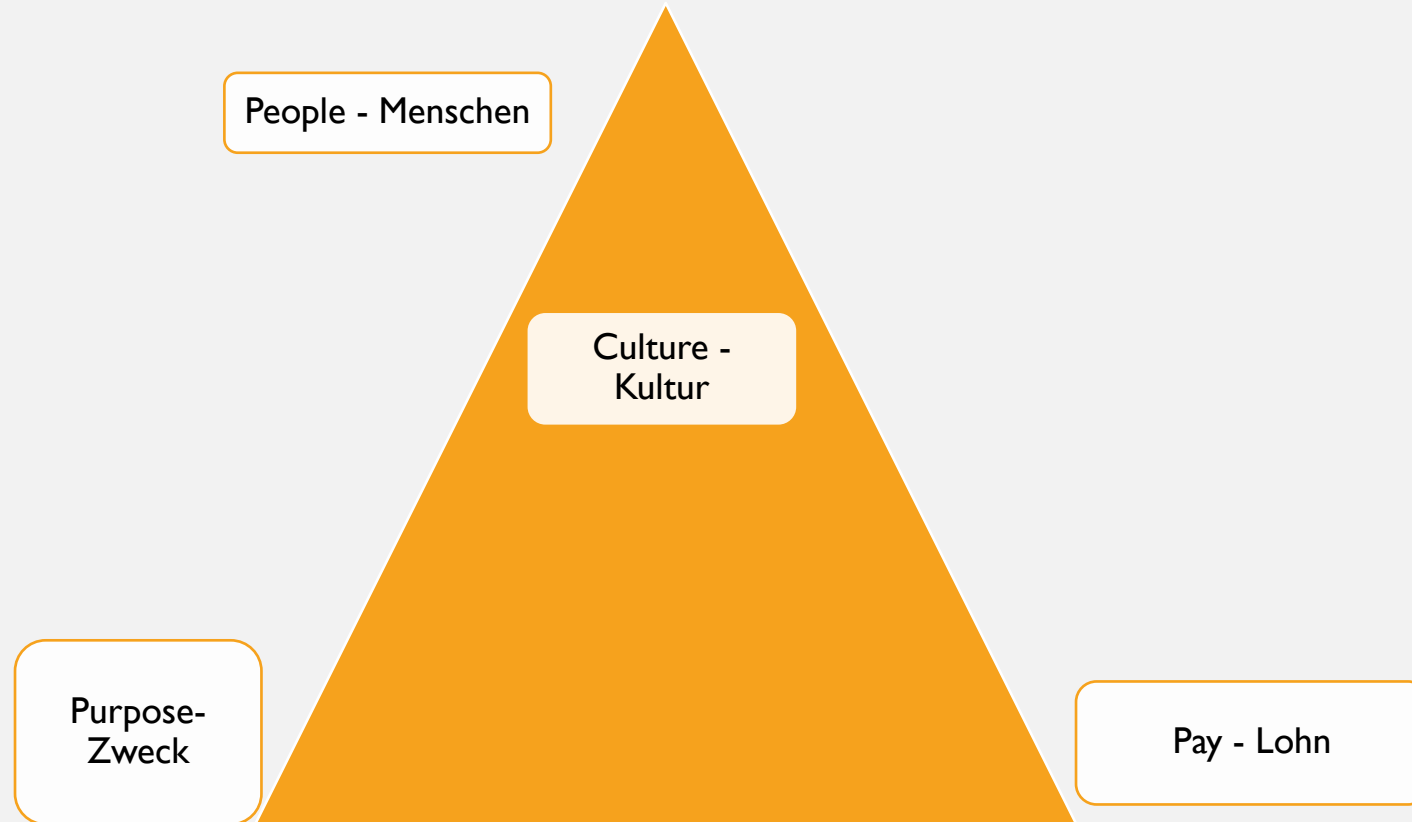 People - Menschen
Culture -
Kultur
Purpose-
Zweck
Pay - Lohn